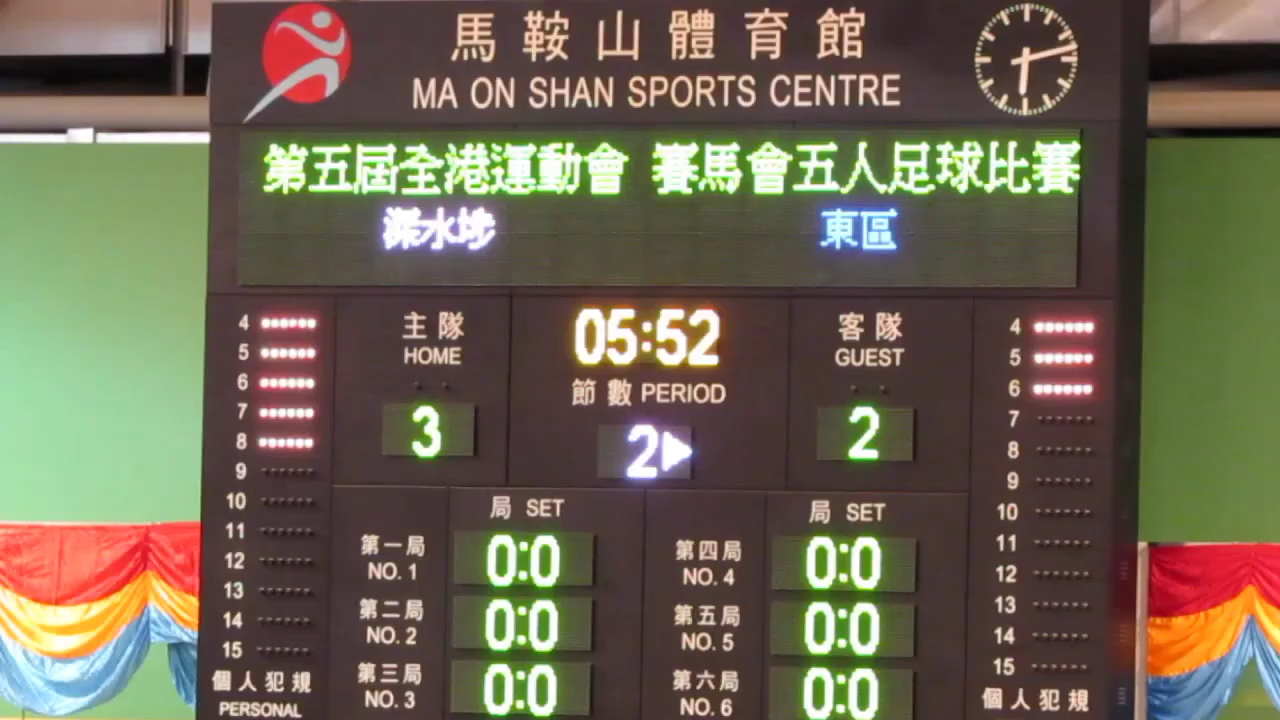 馬鞍山體育館
MA ON SHAN SPORTS CENTRE
第五屆全港運動會 賽馬會五人足球比賽
深水埗 東區
主隊
HOME
3
05:52
節數 PERIOD
2▶
客隊
GUEST
2
4
5
6
7
8
9
10
11
12
13
14
15
個人犯規
PERSONAL
局 SET
第一局
NO. 1
0:0
第二局
NO. 2
0:0
第三局
NO. 3
0:0
局 SET
第四局
NO. 4
0:0
第五局
NO. 5
0:0
第六局
NO. 6
0:0
4
5
6
7
8
9
10
11
12
13
14
15
個人犯規